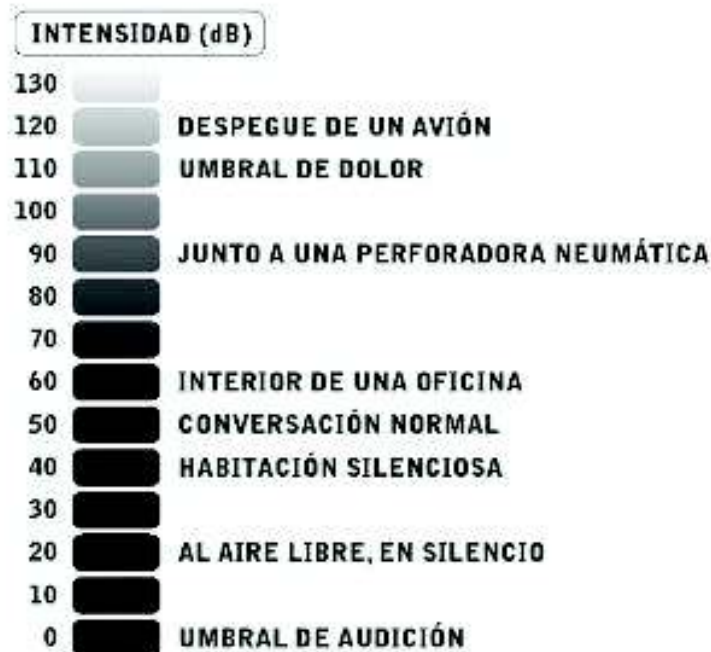 INTENSIDAD (dB)
130
120 DESPEGUE DE UN AVIÓN
110 UMBRAL DE DOLOR
100
90 JUNTO A UNA PERFORADORA NEUMÁTICA
80
70
60 INTERIOR DE UNA OFICINA
50 CONVERSACIÓN NORMAL
40 HABITACIÓN SILENCIOSA
30
20 AL AIRE LIBRE, EN SILENCIO
10
0 UMBRAL DE AUDICIÓN